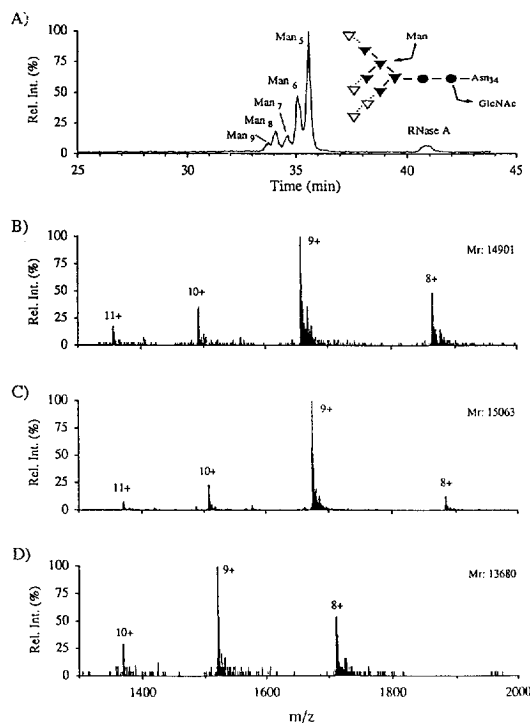 A)
Rel. Int. (%)
100
75
50
25
0
Man 5
Man 6
Man 7
Man 8
Man 9
Man
Asn34
GlcNAc
RNase A
25 30 35 40 45
Time (min)
B)
Rel. Int. (%)
100
75
50
25
0
11+
10+
9+
8+
Mr: 14901
C)
Rel. Int. (%)
100
75
50
25
0
11+
10+
9+
8+
Mr: 15063
D)
Rel. Int. (%)
100
75
50
25
0
10+
9+
8+
Mr: 13680
1400 1600 1800 2000
m/z